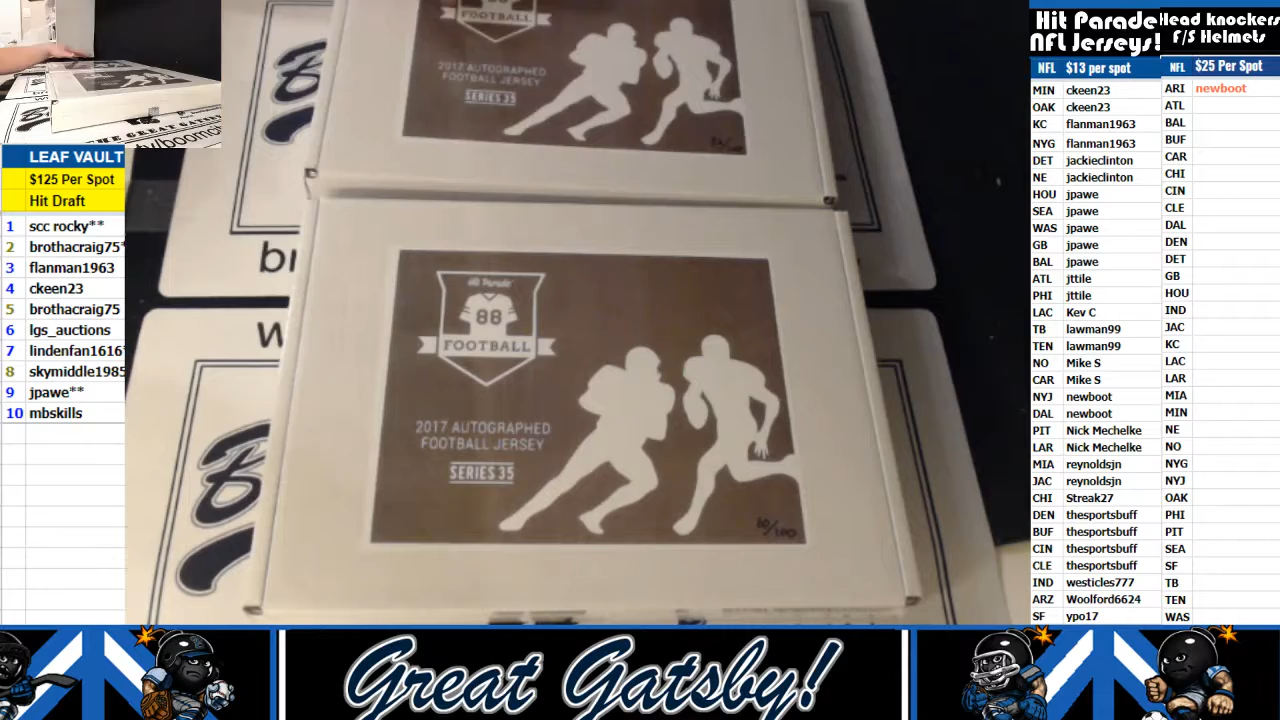 THE GREAT GATSBY
LEAF VAULT
$125 Per Spot
Hit Draft
1 scc rocky**
2 brothacraig75*
3 flanman1963
4 ckeen23
5 brothacraig75
6 lgs_auctions
7 lindenfan1616*
8 skymiddle1985
9 jpawe**
10 mbskills
FOOTBALL
2017 AUTOGRAPHED
FOOTBALL JERSEY
SERIES 35
Hit Parade
88
FOOTBALL
2017 AUTOGRAPHED
FOOTBALL JERSEY
SERIES 35
60/100
Hit Parade
NFL Jerseys!
NFL $13 per spot
MIN ckeen23
OAK ckeen23
KC flanman1963
NYG flanman1963
DET jackieclinton
NE jackieclinton
HOU jpawe
SEA jpawe
WAS jpawe
GB jpawe
BAL jpawe
ATL jttile
PHI jttile
LAC Kev C
TB lawman99
TEN lawman99
NO Mike S
CAR Mike S
NYJ newboot
DAL newboot
PIT Nick Mechelke
LAR Nick Mechelke
MIA reynoldsjn
JAC reynoldsjn
CHI Streak27
DEN thesportsbuff
BUF thesportsbuff
CIN thesportsbuff
CLE thesportsbuff
IND westicles777
ARZ Woolford6624
SF ypo17
Head knockers
F/S Helmets
NFL $25 Per Spot
ARI newboot
ATL
BAL
BUF
CAR
CHI
CIN
CLE
DAL
DEN
DET
GB
HOU
IND
JAC
KC
LAC
LAR
MIA
MIN
NE
NO
NYG
NYJ
OAK
PHI
PIT
SEA
SF
TB
TEN
WAS
Great Gatsby!